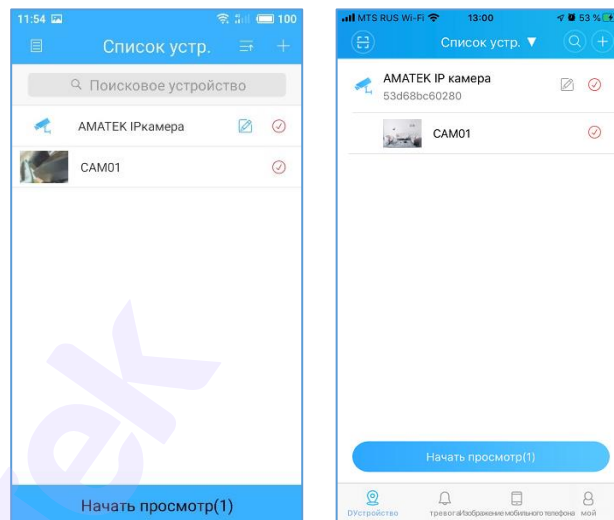 11:54 100
Список устр.
Поисковое устройство
AMATEK IPкамера
CAM01
Начать просмотр(1)
MTS RUS Wi-Fi 13:00 53 %
Список устр. ▼
AMATEK IP камера
53d68bc60280
CAM01
Начать просмотр(1)
DУстройство тревога Изображение мобильного телефона мой